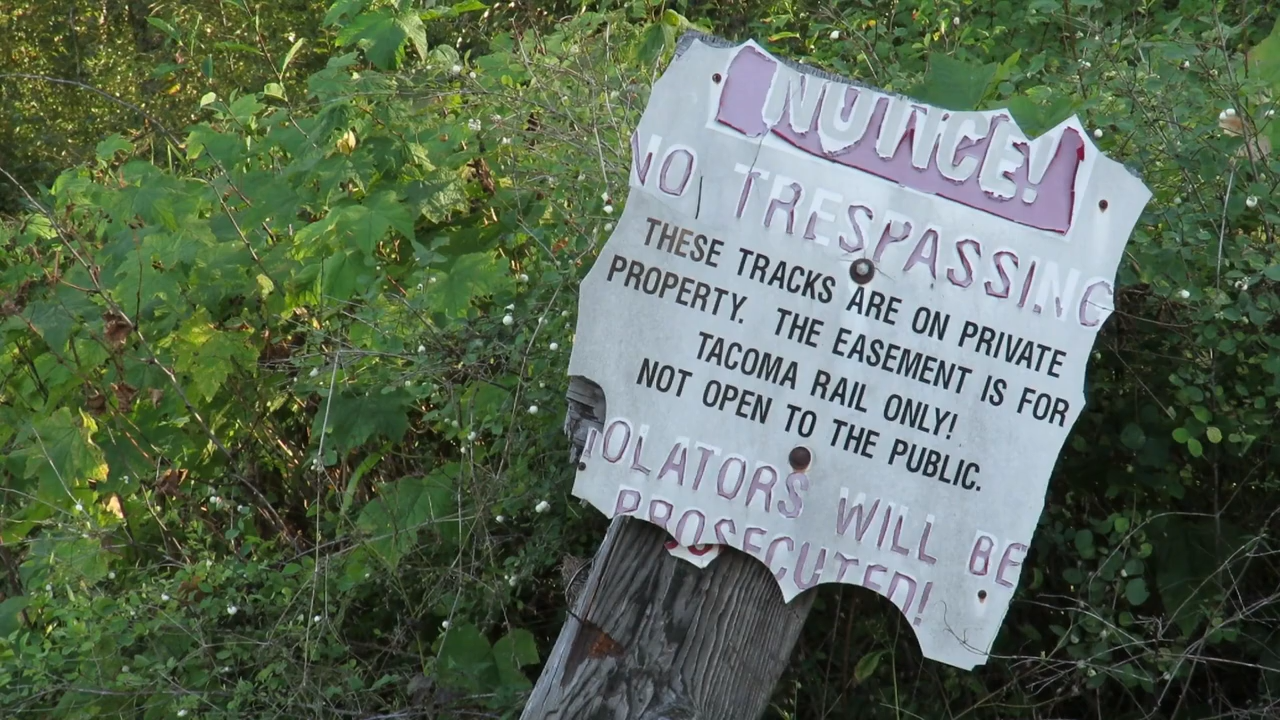 NOTICE!
NO TRESPASSING
THESE TRACKS ARE ON PRIVATE
PROPERTY. THE EASEMENT IS FOR
TACOMA RAIL ONLY!
NOT OPEN TO THE PUBLIC.
VIOLATORS WILL BE
PROSECUTED!